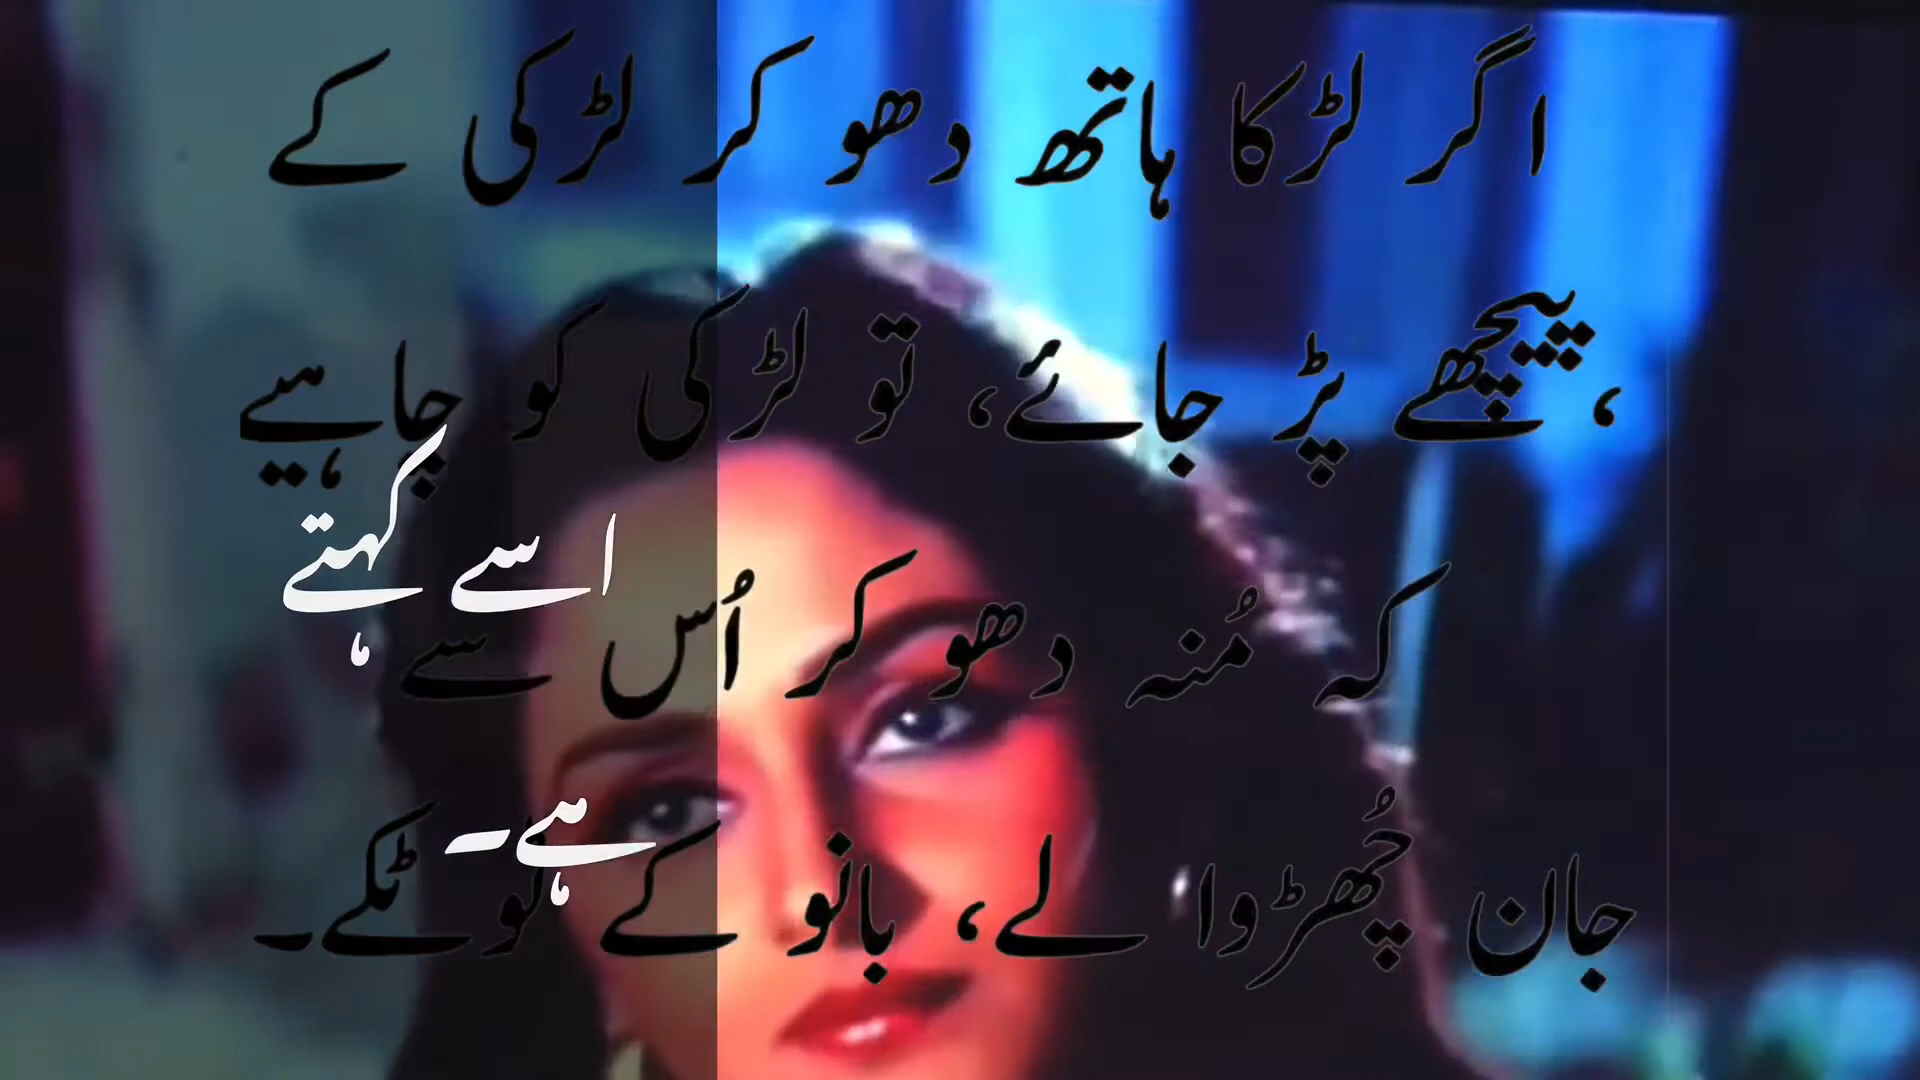 اگر لڑکا ہاتھ دھو کر لڑکی کے
پیچھے پڑ جائے، تو لڑکی کو چاہیے،
کہ مُنہ دھو کر اُس سے
جان چُھڑوا لے، بانو کے ٹوٹکے۔
اسے کہتے
ہے۔